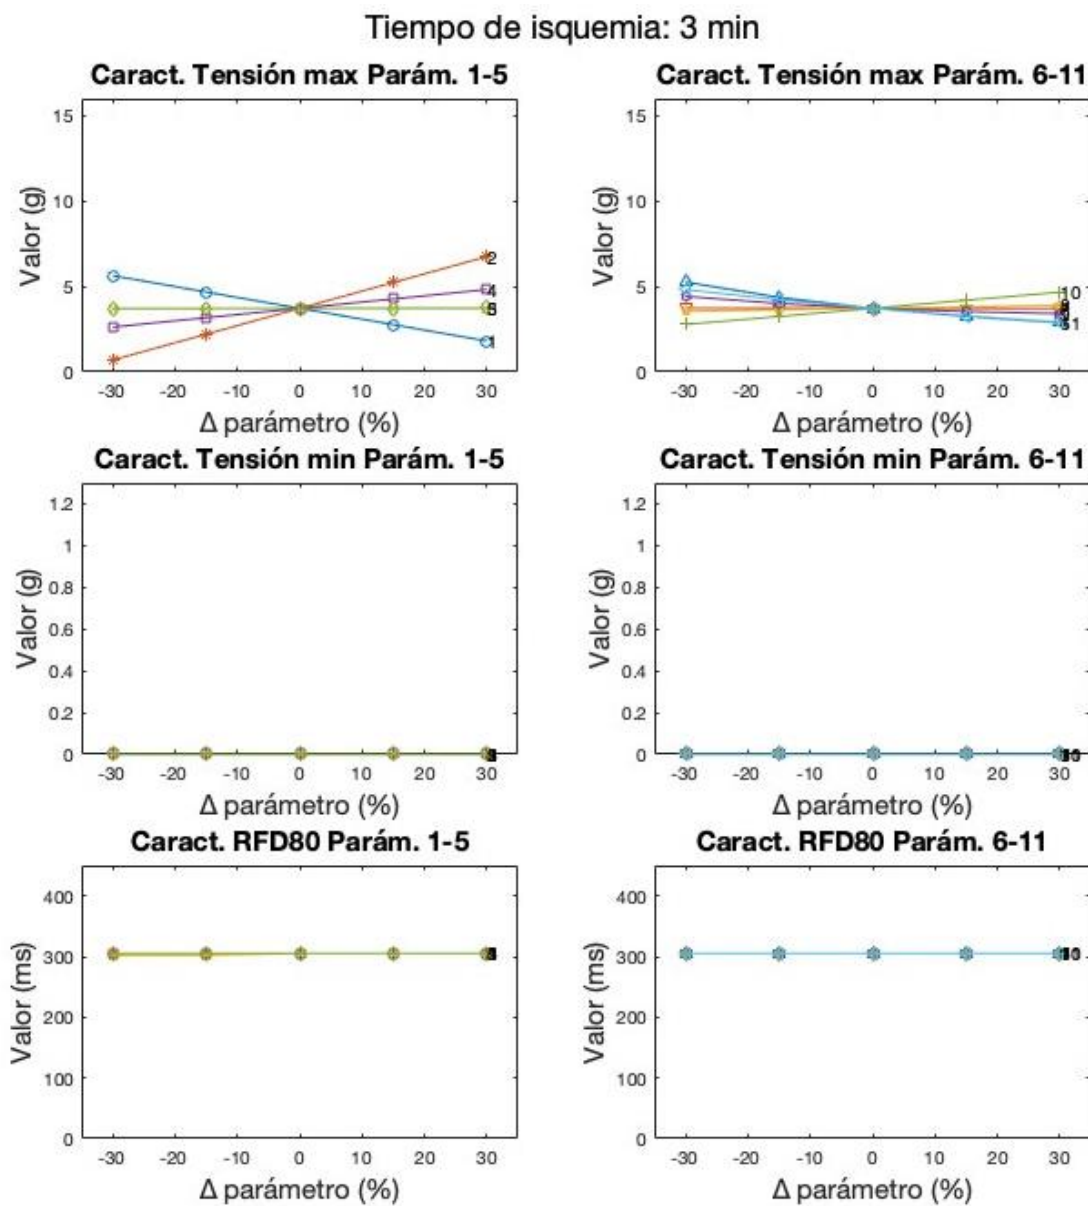 Tiempo de isquemia: 3 min
Caract. Tensión max Parám. 1-5
Valor (g)
15
10
5
0
2
4
1
-30 -20 -10 0 10 20 30
Δ parámetro (%)
Caract. Tensión max Parám. 6-11
Valor (g)
15
10
5
0
10
11
-30 -20 -10 0 10 20 30
Δ parámetro (%)
Caract. Tensión min Parám. 1-5
Valor (g)
1.2
1
0.8
0.6
0.4
0.2
0
-30 -20 -10 0 10 20 30
Δ parámetro (%)
Caract. Tensión min Parám. 6-11
Valor (g)
1.2
1
0.8
0.6
0.4
0.2
0
-30 -20 -10 0 10 20 30
Δ parámetro (%)
Caract. RFD80 Parám. 1-5
Valor (ms)
400
300
200
100
0
-30 -20 -10 0 10 20 30
Δ parámetro (%)
Caract. RFD80 Parám. 6-11
Valor (ms)
400
300
200
100
0
-30 -20 -10 0 10 20 30
Δ parámetro (%)